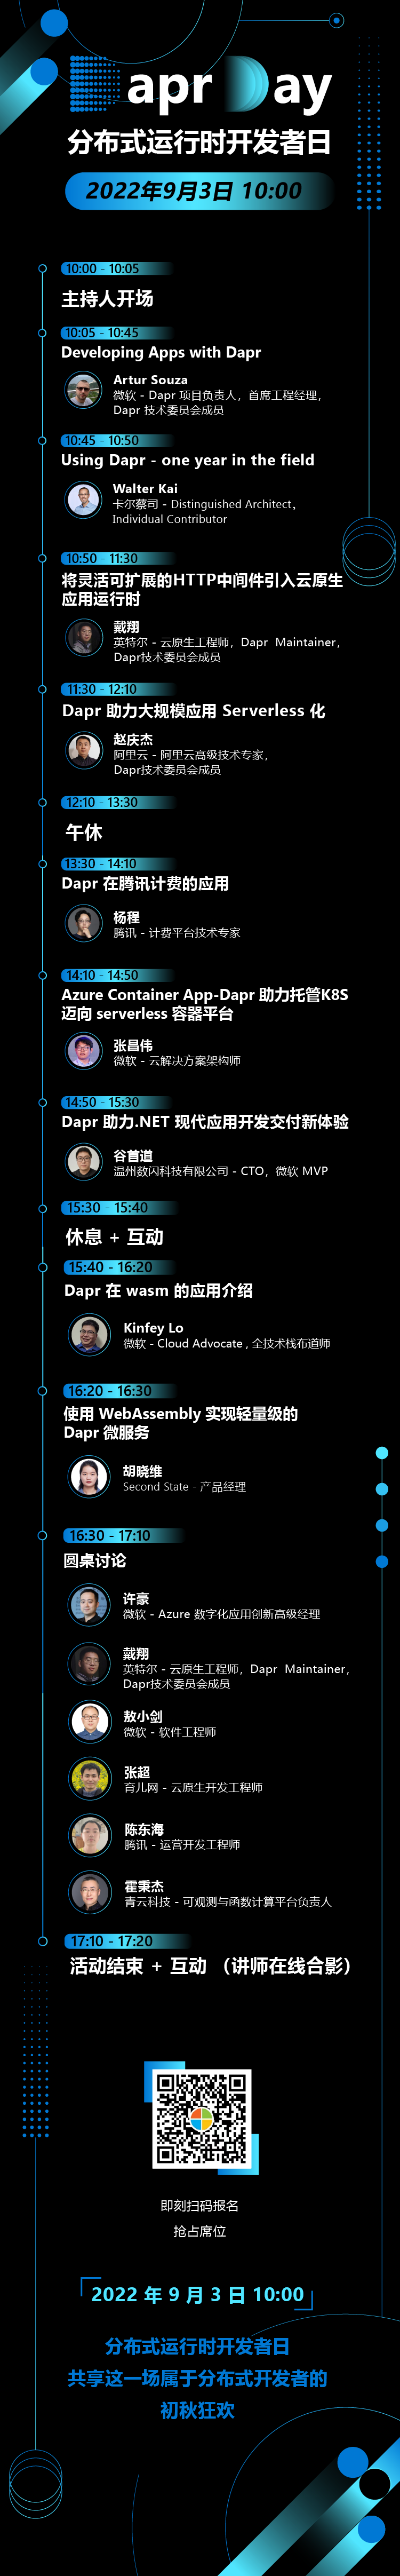 Dapr Day
分布式运行时开发者日
2022年9月3日 10:00
10:00 - 10:05
主持人开场
10:05 - 10:45
Developing Apps with Dapr
Artur Souza
微软 - Dapr 项目负责人，首席工程经理，
Dapr 技术委员会成员
10:45 - 10:50
Using Dapr - one year in the field
Walter Kai
卡尔蔡司 - Distinguished Architect，
Individual Contributor
10:50 - 11:30
将灵活可扩展的HTTP中间件引入云原生
应用运行时
戴翔
英特尔 - 云原生工程师，Dapr Maintainer，
Dapr技术委员会成员
11:30 - 12:10
Dapr 助力大规模应用 Serverless 化
赵庆杰
阿里云 - 阿里云高级技术专家，
Dapr技术委员会成员
12:10 - 13:30
午休
13:30 - 14:10
Dapr 在腾讯计费的应用
杨程
腾讯 - 计费平台技术专家
14:10 - 14:50
Azure Container App-Dapr 助力托管K8S
迈向 serverless 容器平台
张昌伟
微软 - 云解决方案架构师
14:50 - 15:30
Dapr 助力.NET 现代应用开发交付新体验
谷首道
温州数闪科技有限公司 - CTO，微软 MVP
15:30 - 15:40
休息 + 互动
15:40 - 16:20
Dapr 在 wasm 的应用介绍
Kinfey Lo
微软 - Cloud Advocate , 全技术栈布道师
16:20 - 16:30
使用 WebAssembly 实现轻量级的
Dapr 微服务
胡晓维
Second State - 产品经理
16:30 - 17:10
圆桌讨论
许豪
微软 - Azure 数字化应用创新高级经理
戴翔
英特尔 - 云原生工程师，Dapr Maintainer，
Dapr技术委员会成员
敖小剑
微软 - 软件工程师
张超
育儿网 - 云原生开发工程师
陈东海
腾讯 - 运营开发工程师
霍秉杰
青云科技 - 可观测与函数计算平台负责人
17:10 - 17:20
活动结束 + 互动 （讲师在线合影）
即刻扫码报名
抢占席位
2022 年 9 月 3 日 10:00
分布式运行时开发者日
共享这一场属于分布式开发者的
初秋狂欢